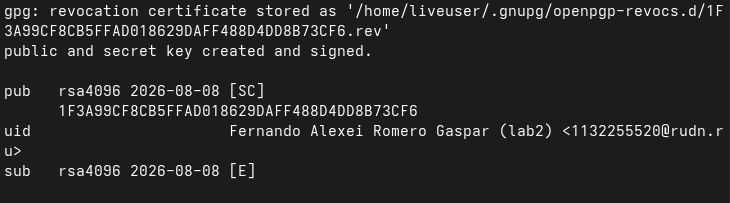 gpg: revocation certificate stored as '/home/liveuser/.gnupg/openpgp-revocs.d/1F
3A99CF8CB5FFAD018629DAFF488D4DD8B73CF6.rev'
public and secret key created and signed.

pub   rsa4096 2026-08-08 [SC]
      1F3A99CF8CB5FFAD018629DAFF488D4DD8B73CF6
uid                      Fernando Alexei Romero Gaspar (lab2) <1132255520@rudn.r
u>
sub   rsa4096 2026-08-08 [E]